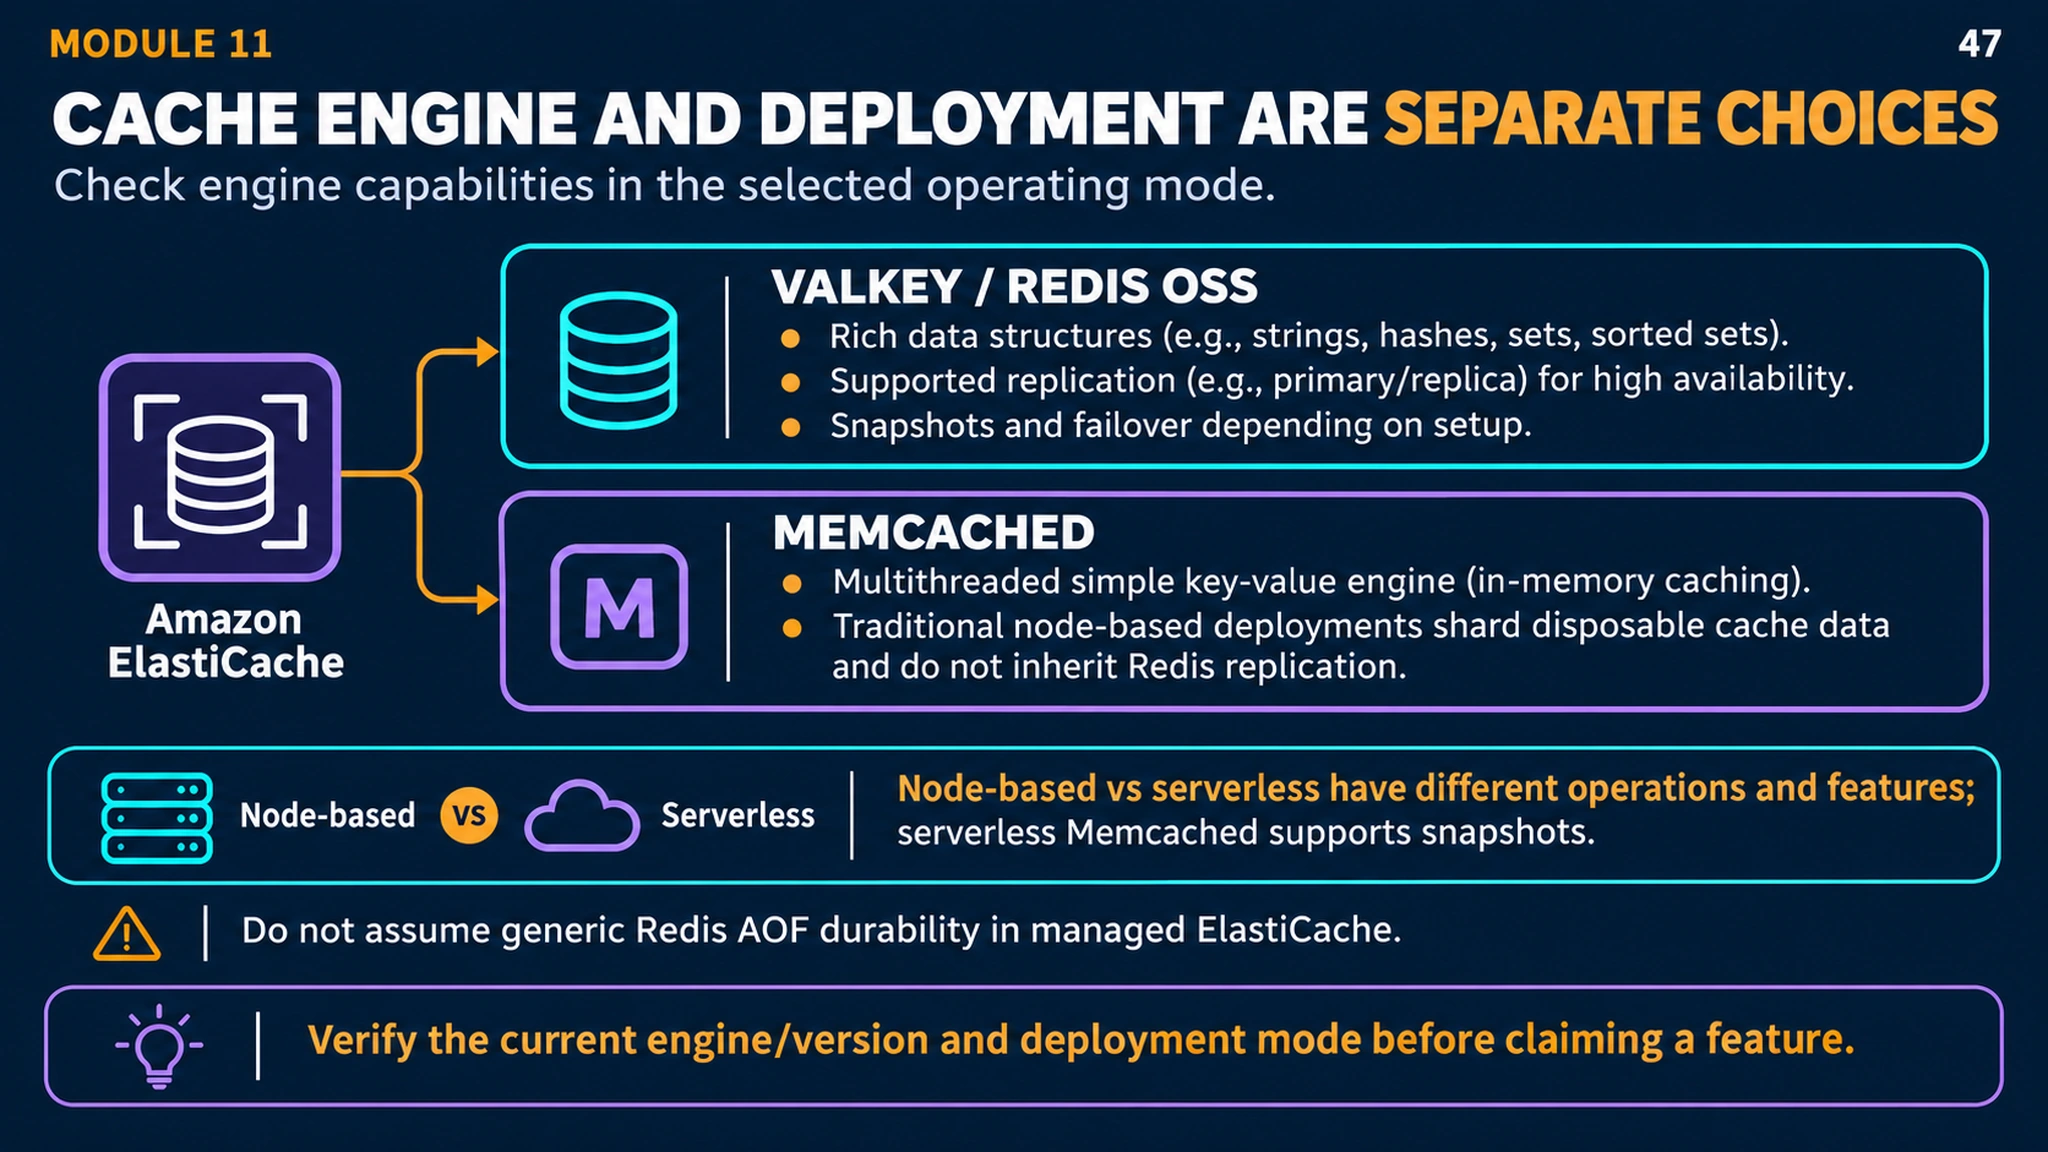 MODULE 11
47
CACHE ENGINE AND DEPLOYMENT ARE SEPARATE CHOICES
Check engine capabilities in the selected operating mode.
Amazon
ElastiCache
VALKEY / REDIS OSS
Rich data structures (e.g., strings, hashes, sets, sorted sets).
Supported replication (e.g., primary/replica) for high availability.
Snapshots and failover depending on setup.
M
MEMCACHED
Multithreaded simple key-value engine (in-memory caching).
Traditional node-based deployments shard disposable cache data
and do not inherit Redis replication.
Node-based
VS
Serverless
Node-based vs serverless have different operations and features;
serverless Memcached supports snapshots.
Do not assume generic Redis AOF durability in managed ElastiCache.
Verify the current engine/version and deployment mode before claiming a feature.